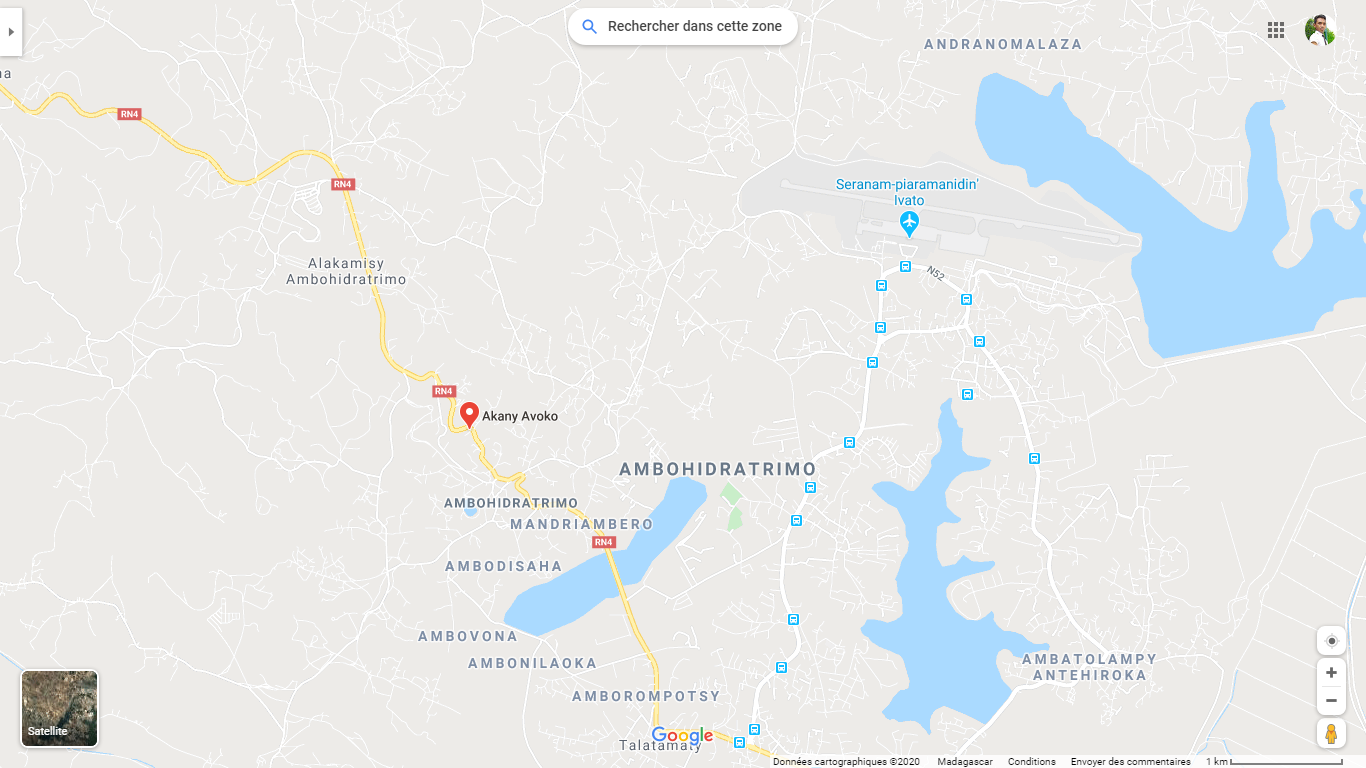 Rechercher dans cette zone
ANDRANOMALAZA
RN4
RN4
Seranam-piaramanidin'
Ivato
Alakamisy
Ambohidratrimo
N52
RN4
Akany Avoko
AMBOHIDRATRIMO
AMBOHIDRATRIMO
MANDRIAMBERO
RN4
AMBODISAHA
AMBOVONA
AMBONILAOKA
AMBATOLAMPY
ANTEHIROKA
AMBOROMPOTSY
Satellite
Google
Talatamaty
Données cartographiques ©2020 Madagascar Conditions Envoyer des commentaires 1 km